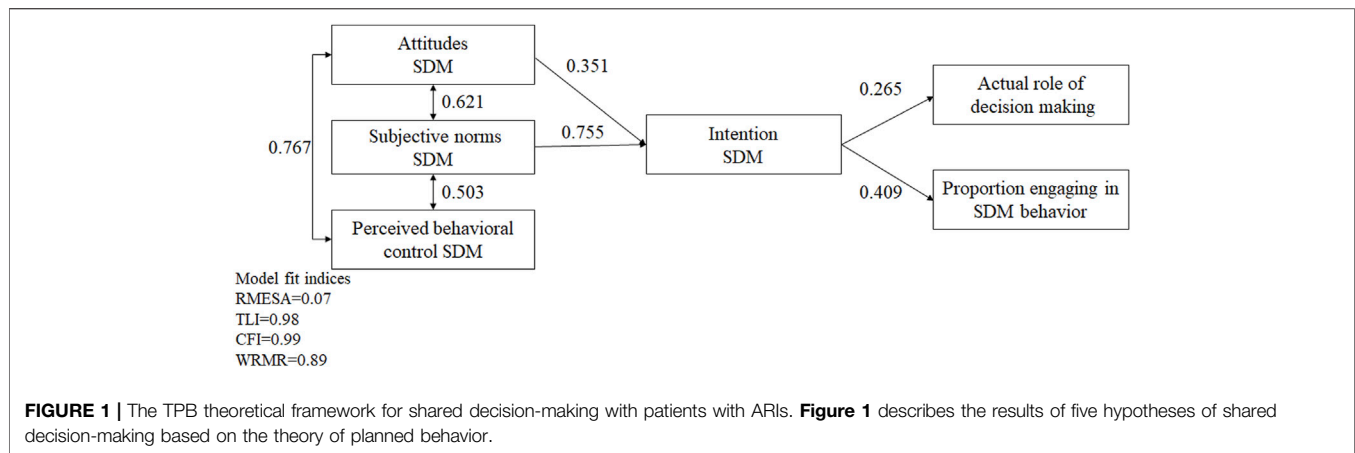 Attitudes
SDM
0.351
0.265
Actual role of
decision making
0.621
0.767
Subjective norms
SDM
0.755
Intention
SDM
0.503
0.409
Proportion engaging in
SDM behavior
Perceived behavioral
control SDM
Model fit indices
RMESA=0.07
TLI=0.98
CFI=0.99
WRMR=0.89
FIGURE 1 | The TPB theoretical framework for shared decision-making with patients with ARIs. Figure 1 describes the results of five hypotheses of shared
decision-making based on the theory of planned behavior.